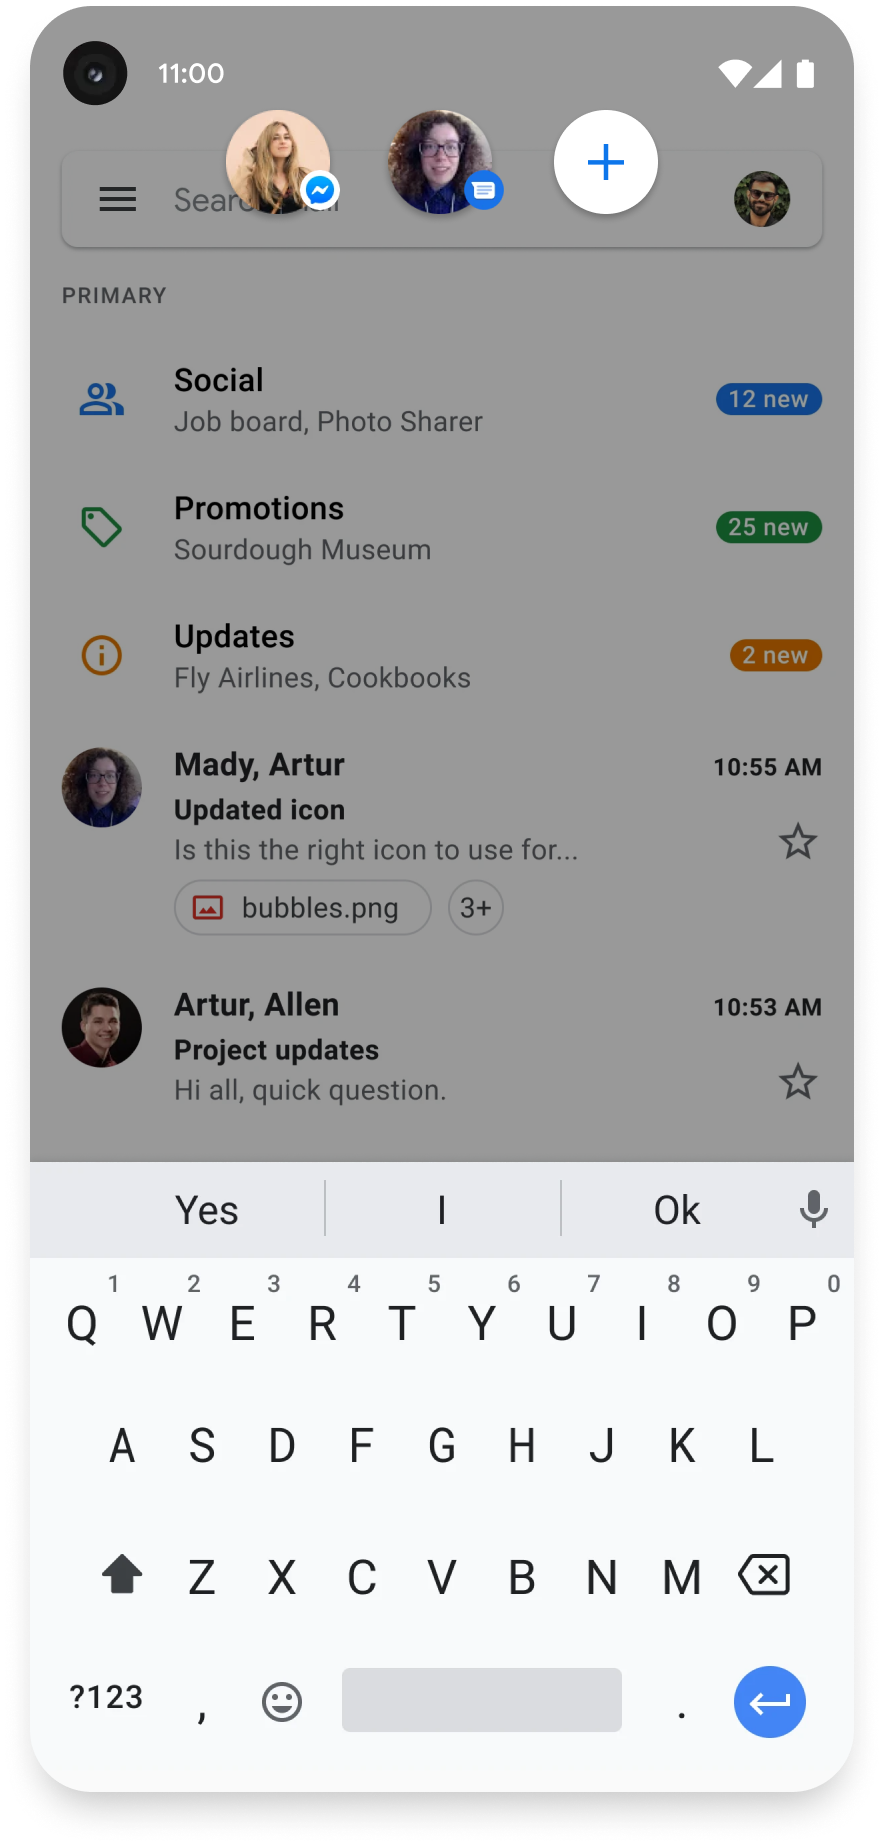 11:00
PRIMARY
Social
Job board, Photo Sharer
12 new
Promotions
Sourdough Museum
25 new
Updates
Fly Airlines, Cookbooks
2 new
Mady, Artur
10:55 AM
Updated icon
Is this the right icon to use for...
bubbles.png
3+
Artur, Allen
10:53 AM
Project updates
Hi all, quick question.
Yes
I
Ok
1 2 3 4 5 6 7 8 9 0
Q W E R T Y U I O P
A S D F G H J K L
Z X C V B N M
?123 , .